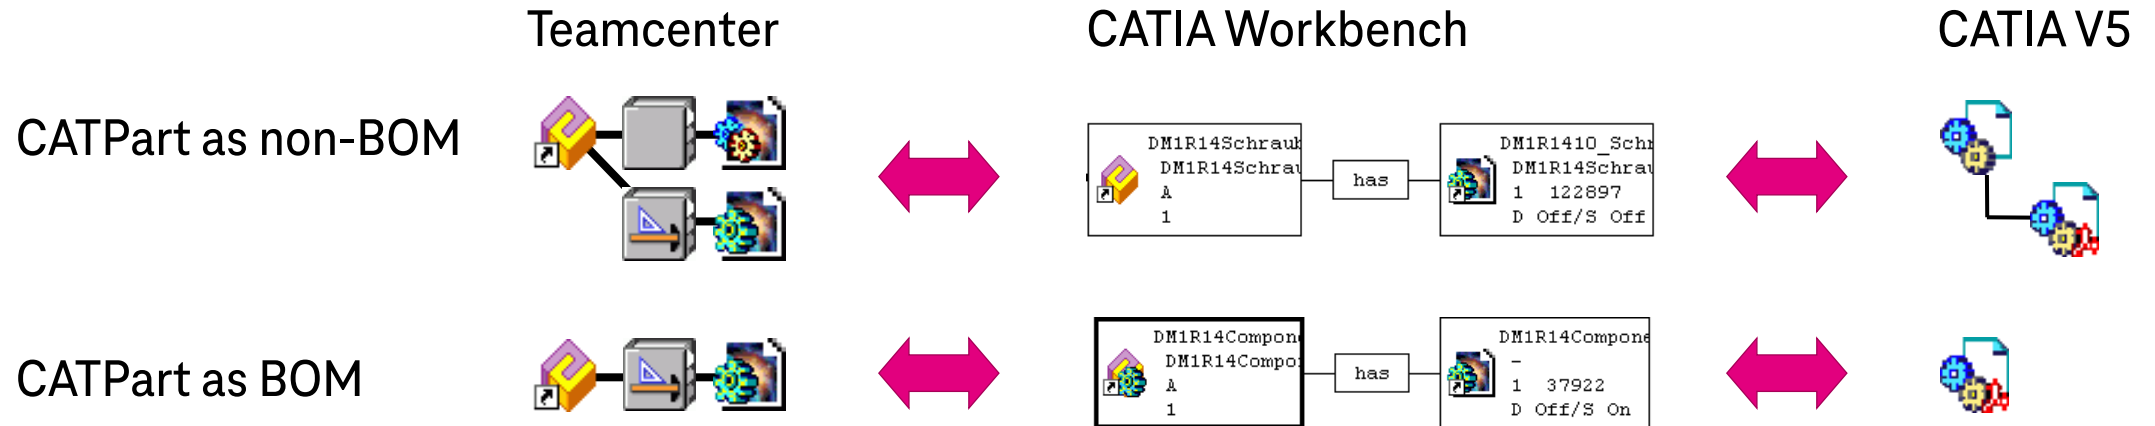 Teamcenter CATIA Workbench CATIA V5
CATPart as non-BOM
DM1R14Schraub
DM1R14Schrau
A
1
has
DM1R1410_Schr
DM1R14Schrau
1 122897
D Off/S Off
CATPart as BOM
DM1R14Compon
DM1R14Compo
A
1
has
DM1R14Compone
-
1 37922
D Off/S On